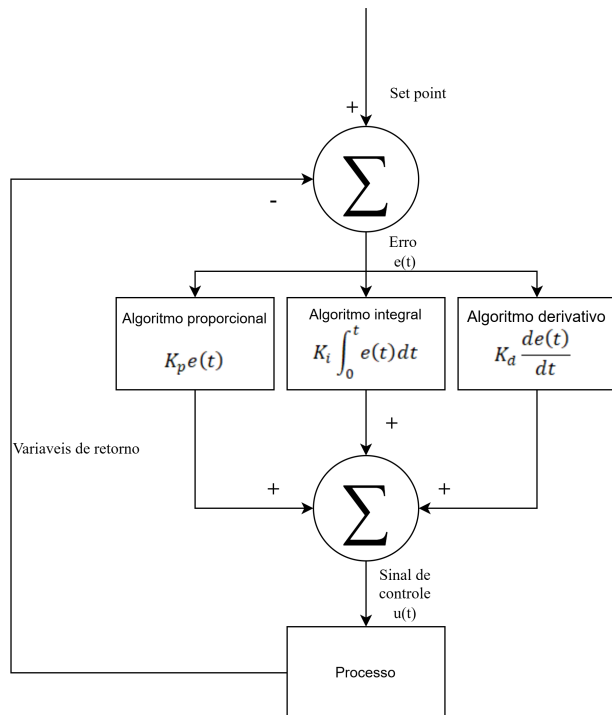 Set point
+
∑
-
Erro
e(t)
Algoritmo proporcional
K_p e(t)
Algoritmo integral
K_i ∫_0^t e(t)dt
Algoritmo derivativo
K_d de(t)/dt
Variaveis de retorno
+
+
+
∑
Sinal de
controle
u(t)
Processo